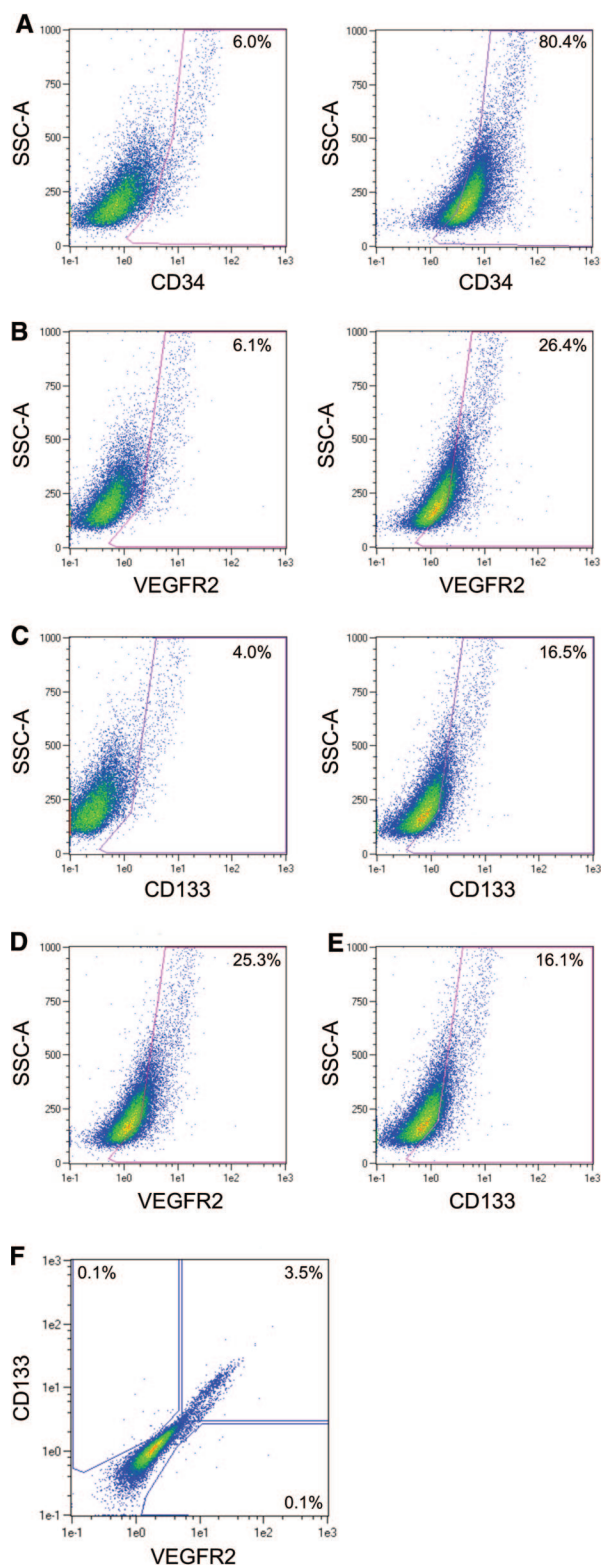 A
6.0%
80.4%
SSC-A
SSC-A
1000
750
500
250
0
1000
750
500
250
0
1e-1 1e0 1e1 1e2 1e3
1e-1 1e0 1e1 1e2 1e3
CD34
CD34
B
6.1%
26.4%
SSC-A
SSC-A
1000
750
500
250
0
1000
750
500
250
0
1e-1 1e0 1e1 1e2 1e3
1e-1 1e0 1e1 1e2 1e3
VEGFR2
VEGFR2
C
4.0%
16.5%
SSC-A
SSC-A
1000
750
500
250
0
1000
750
500
250
0
1e-1 1e0 1e1 1e2 1e3
1e-1 1e0 1e1 1e2 1e3
CD133
CD133
D
25.3%
E
16.1%
SSC-A
SSC-A
1000
750
500
250
0
1000
750
500
250
0
1e-1 1e0 1e1 1e2 1e3
1e-1 1e0 1e1 1e2 1e3
VEGFR2
CD133
F
0.1%
3.5%
0.1%
CD133
1e3
1e2
1e1
1e0
1e-1
1e-1 1e0 1e1 1e2 1e3
VEGFR2